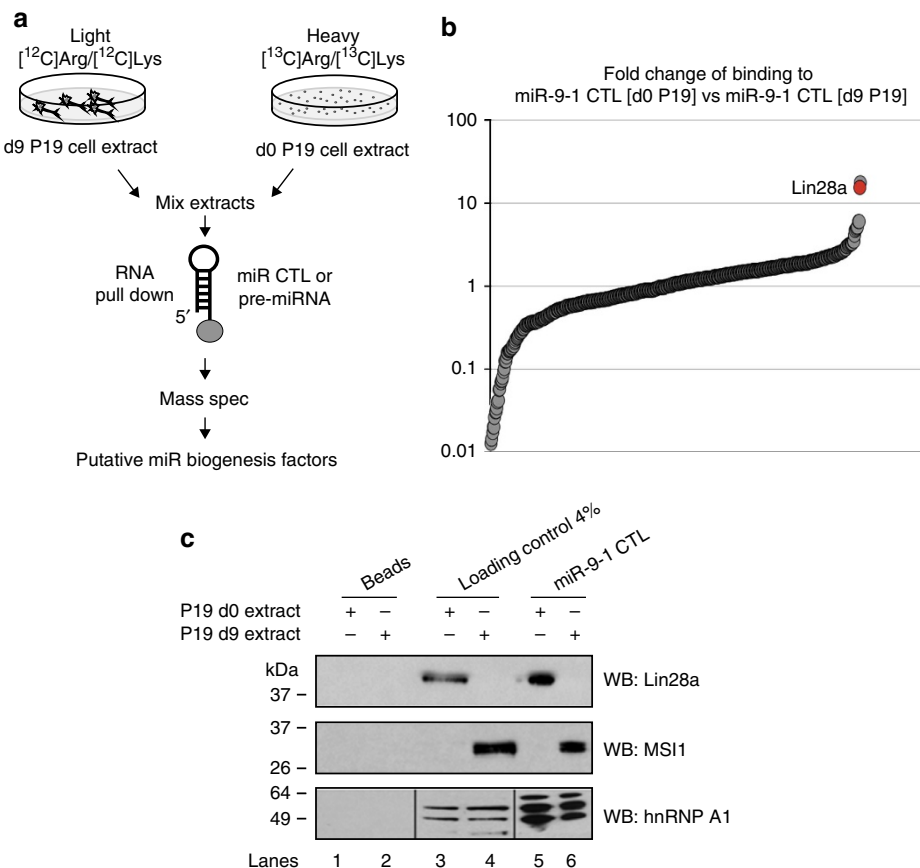 a
Light
[¹²C]Arg/[¹²C]Lys
Heavy
[¹³C]Arg/[¹³C]Lys
d9 P19 cell extract
d0 P19 cell extract
Mix extracts
RNA
pull down
5′
miR CTL or
pre-miRNA
Mass spec
Putative miR biogenesis factors
b
Fold change of binding to
miR-9-1 CTL [d0 P19] vs miR-9-1 CTL [d9 P19]
100
10
1
0.1
0.01
Lin28a
c
Beads
Loading control 4%
miR-9-1 CTL
P19 d0 extract + – + – + –
P19 d9 extract – + – + – +
kDa
37 –
WB: Lin28a
37 –
26 –
WB: MSI1
64 –
49 –
WB: hnRNP A1
Lanes 1 2 3 4 5 6